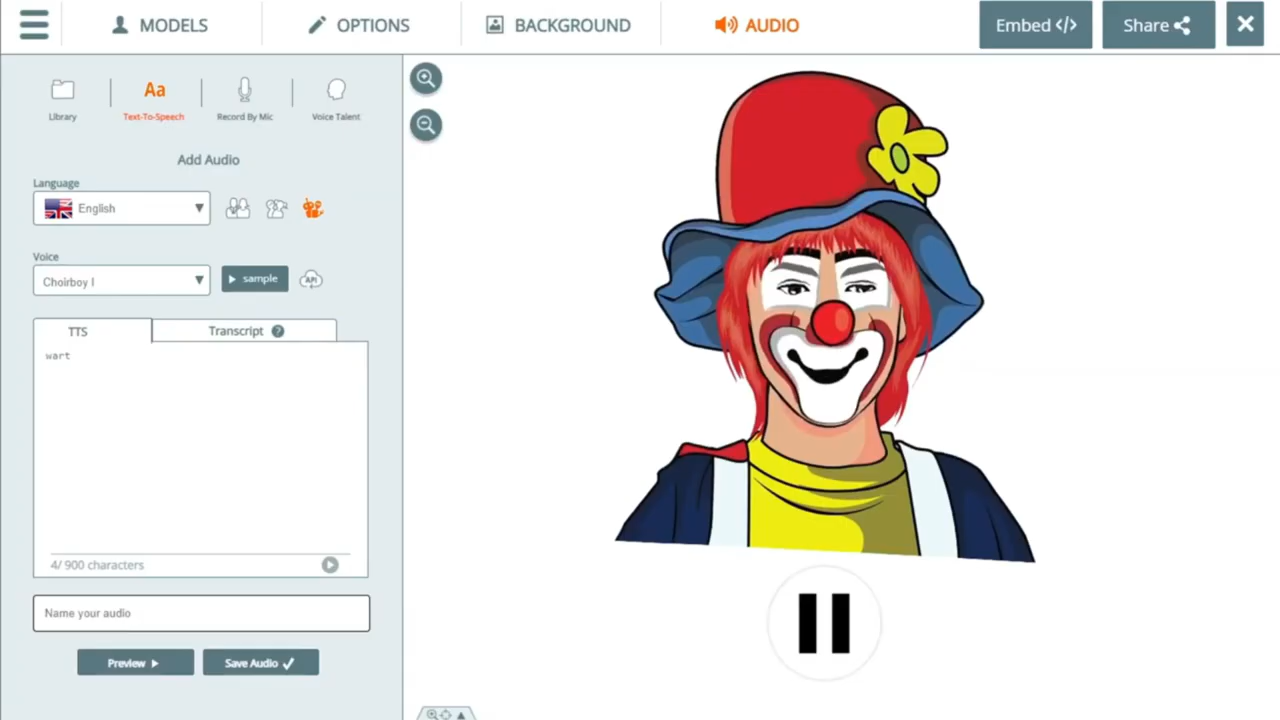 MODELS
OPTIONS
BACKGROUND
AUDIO
Embed </>
Share
Library
Aa
Text-To-Speech
Record By Mic
Voice Talent
Add Audio
Language
English
Voice
Choirboy I
sample
API
TTS
Transcript ?
wart
4/ 900 characters
Name your audio
Preview
Save Audio